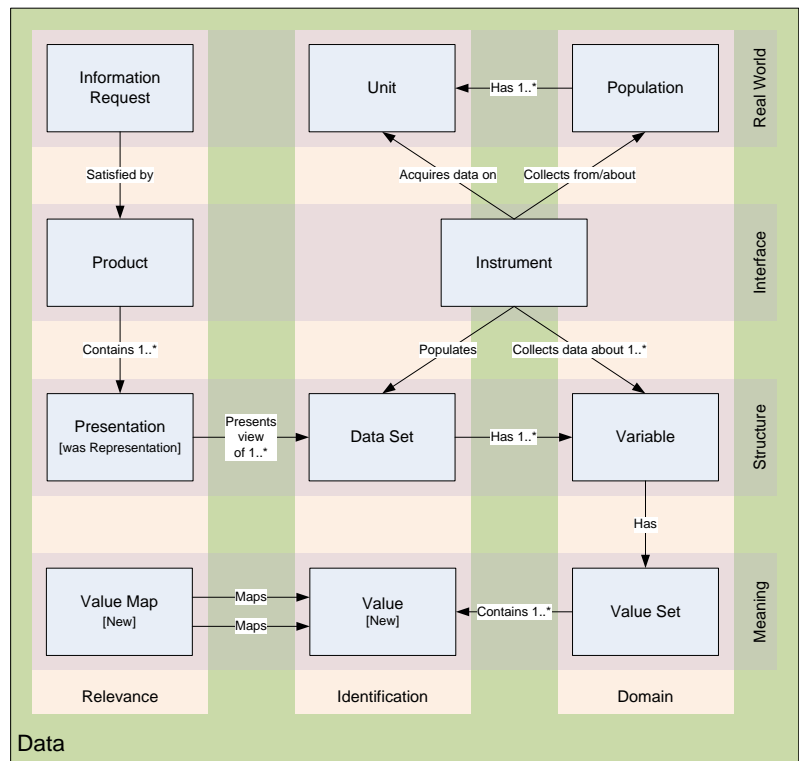 Information
Request
Unit
Has 1..*
Population
Real World
Satisfied by
Acquires data on
Collects from/about
Product
Instrument
Interface
Contains 1..*
Populates
Collects data about 1..*
Presentation
[was Representation]
Presents
view
of 1..*
Data Set
Has 1..*
Variable
Structure
Has
Value Map
[New]
Maps
Maps
Value
[New]
Contains 1..*
Value Set
Meaning
Relevance
Identification
Domain
Data